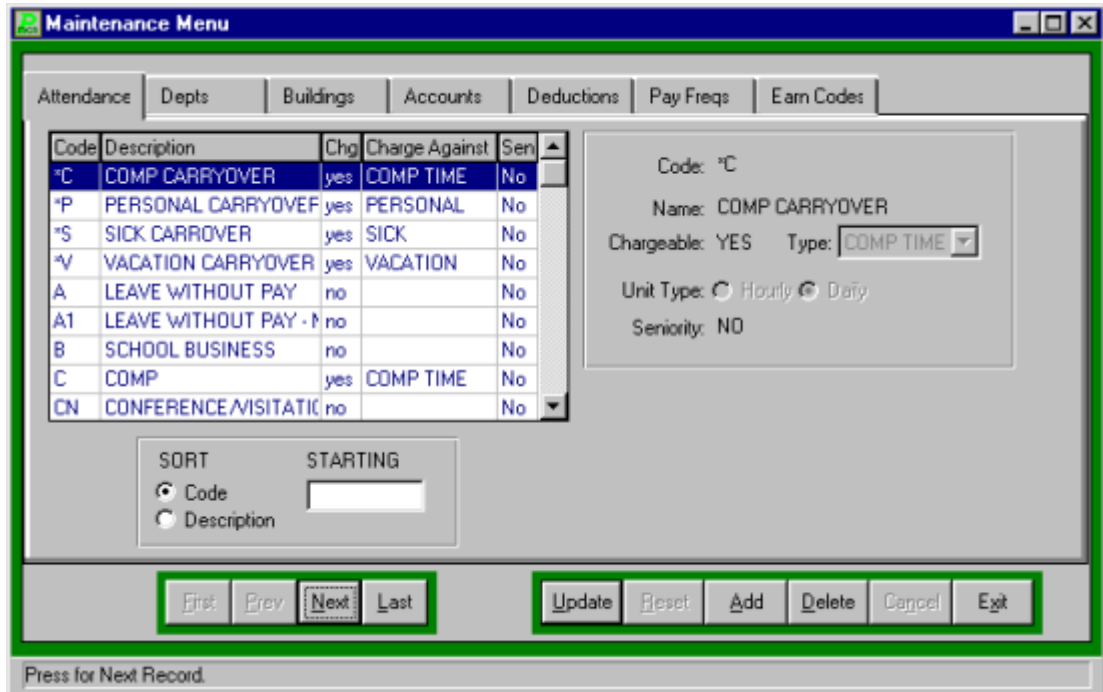 Maintenance Menu
Attendance Depts Buildings Accounts Deductions Pay Freqs Earn Codes
Code Description Chg Charge Against Sen
*C COMP CARRYOVER yes COMP TIME No
*P PERSONAL CARRYOVER yes PERSONAL No
*S SICK CARROVER yes SICK No
*V VACATION CARRYOVER yes VACATION No
A LEAVE WITHOUT PAY no No
A1 LEAVE WITHOUT PAY - N no No
B SCHOOL BUSINESS no No
C COMP yes COMP TIME No
CN CONFERENCE/VISITATI( no No
Code: *C
Name: COMP CARRYOVER
Chargeable: YES Type: COMP TIME
Unit Type: Hourly Daily
Seniority: NO
SORT STARTING
Code
Description
First Prev Next Last Update Reset Add Delete Cancel Exit
Press for Next Record.